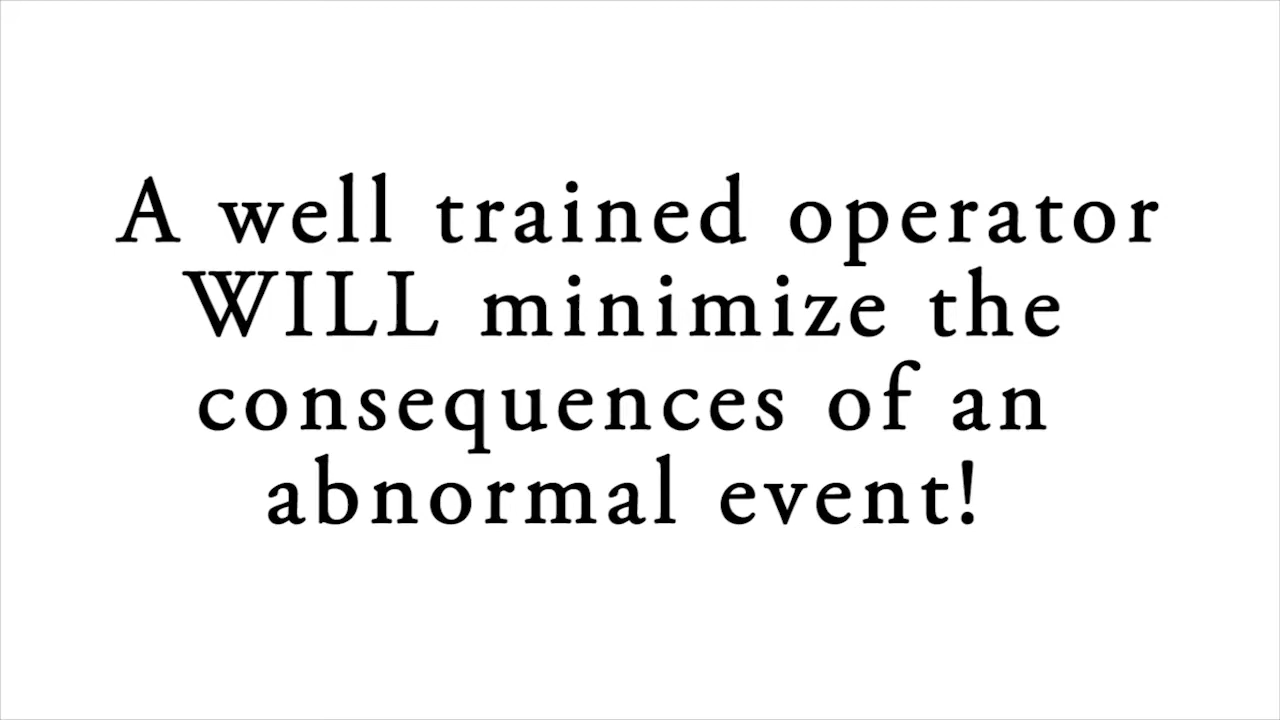 A well trained operator
WILL minimize the
consequences of an
abnormal event!